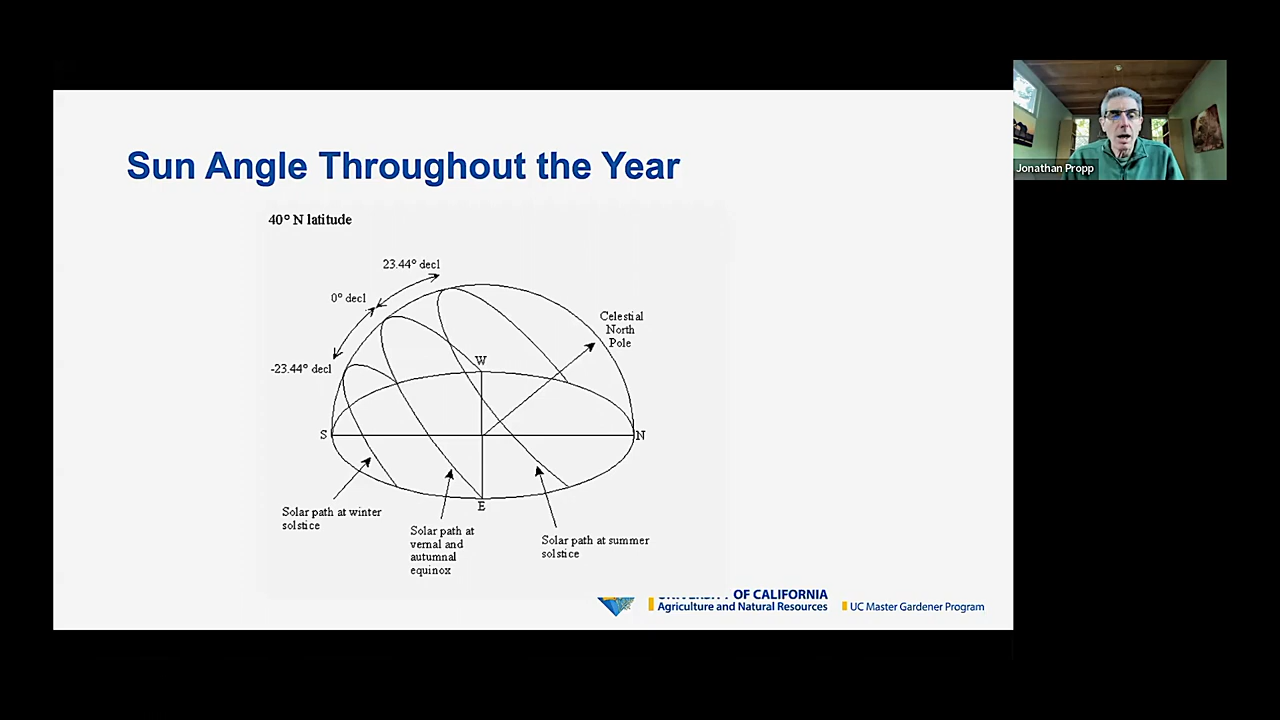 Sun Angle Throughout the Year
Jonathan Propp
40° N latitude
23.44° decl
0° decl
-23.44° decl
Celestial
North
Pole
W
S
N
E
Solar path at winter
solstice
Solar path at
vernal and
autumnal
equinox
Solar path at summer
solstice
UNIVERSITY OF CALIFORNIA
Agriculture and Natural Resources
UC Master Gardener Program